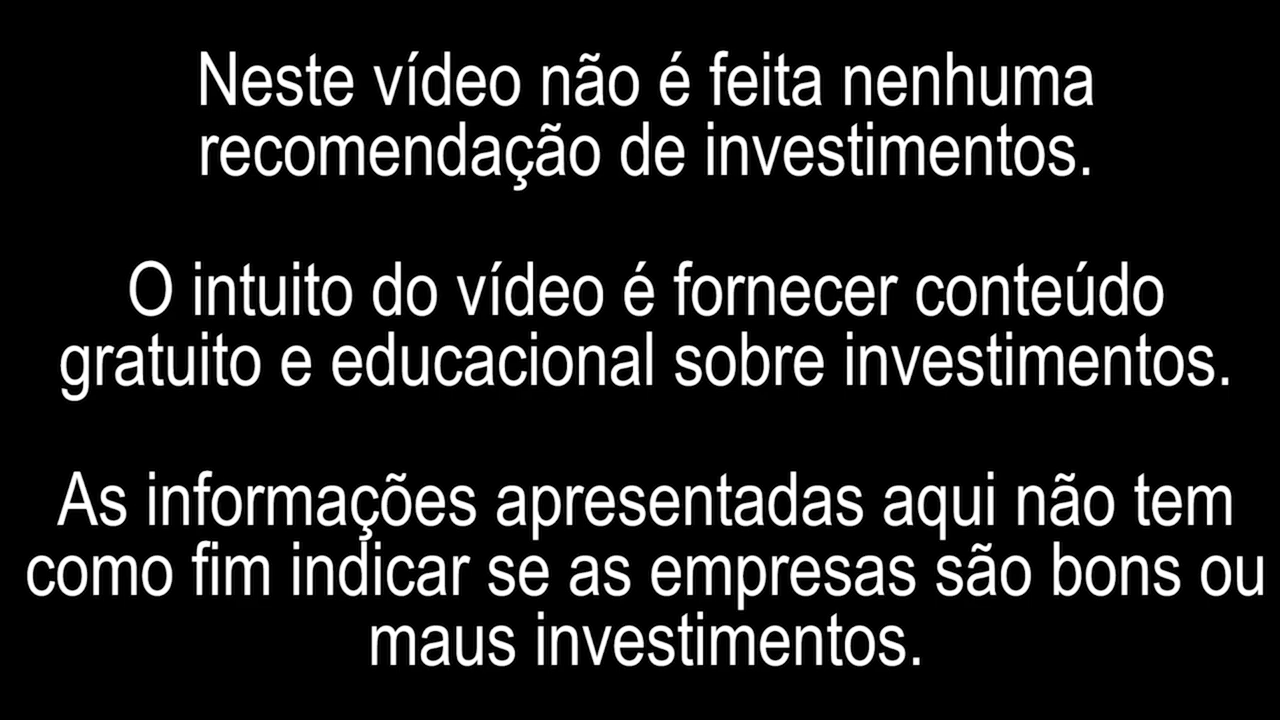 Neste vídeo não é feita nenhuma
recomendação de investimentos.
O intuito do vídeo é fornecer conteúdo
gratuito e educacional sobre investimentos.
As informações apresentadas aqui não tem
como fim indicar se as empresas são bons ou
maus investimentos.